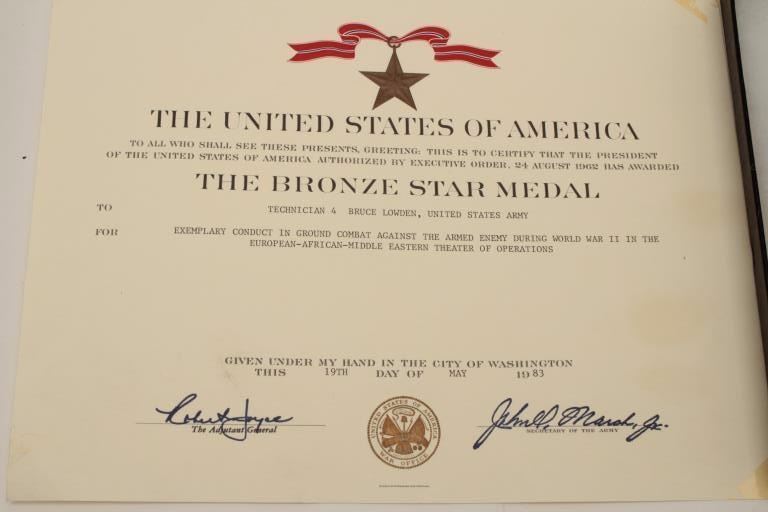 THE UNITED STATES OF AMERICA
TO ALL WHO SHALL SEE THESE PRESENTS, GREETING: THIS IS TO CERTIFY THAT THE PRESIDENT
OF THE UNITED STATES OF AMERICA AUTHORIZED BY EXECUTIVE ORDER, 24 AUGUST 1962 HAS AWARDED
THE BRONZE STAR MEDAL
TO TECHNICIAN 4 BRUCE LOWDEN, UNITED STATES ARMY
FOR EXEMPLARY CONDUCT IN GROUND COMBAT AGAINST THE ARMED ENEMY DURING WORLD WAR II IN THE
EUROPEAN-AFRICAN-MIDDLE EASTERN THEATER OF OPERATIONS
GIVEN UNDER MY HAND IN THE CITY OF WASHINGTON
THIS 19TH DAY OF MAY 1983
Robert Joyce
The Adjutant General
UNITED STATES OF AMERICA
WAR OFFICE
John O. Marsh, Jr.
SECRETARY OF THE ARMY